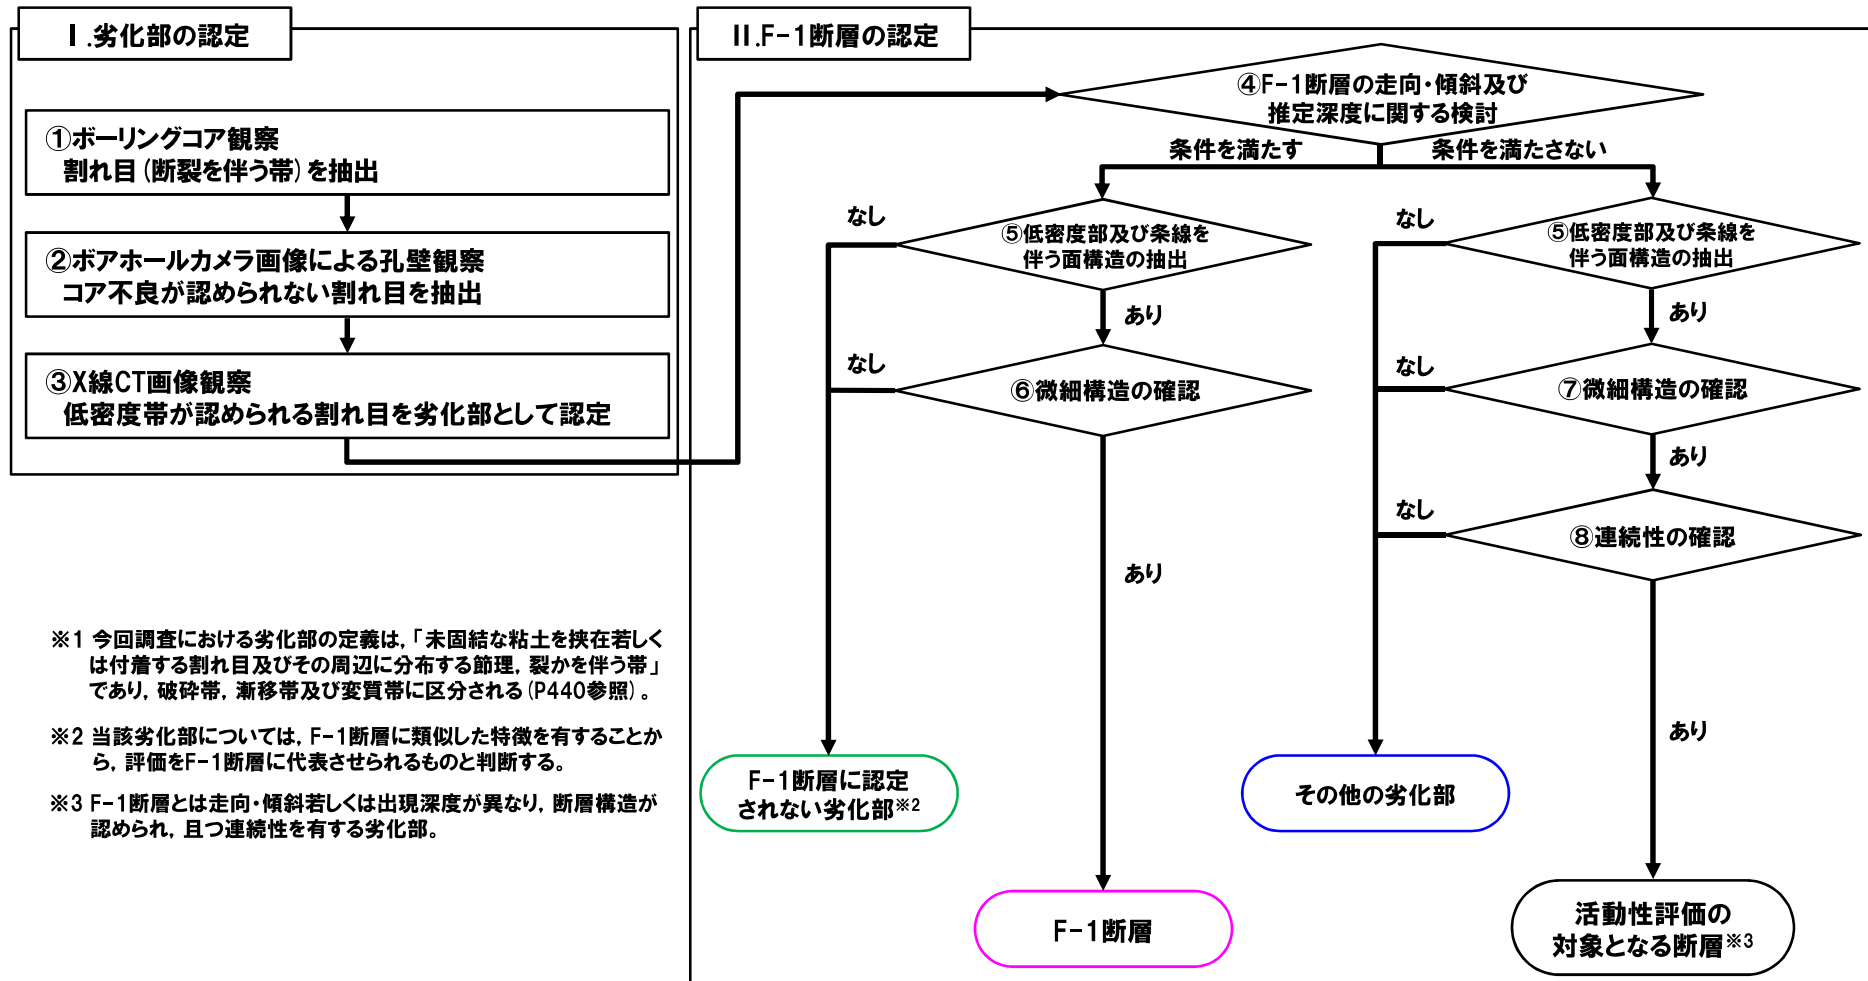 Ⅰ.劣化部の認定
①ボーリングコア観察
割れ目(断裂を伴う帯)を抽出
②ボアホールカメラ画像による孔壁観察
コア不良が認められない割れ目を抽出
③X線CT画像観察
低密度帯が認められる割れ目を劣化部として認定
※1 今回調査における劣化部の定義は,「未固結な粘土を挟在若しく
は付着する割れ目及びその周辺に分布する節理, 裂かを伴う帯」
であり, 破砕帯, 漸移帯及び変質帯に区分される(P440参照)。
※2 当該劣化部については, F-1断層に類似した特徴を有することか
ら, 評価をF-1断層に代表させられるものと判断する。
※3 F-1断層とは走向・傾斜若しくは出現深度が異なり, 断層構造が
認められ, 且つ連続性を有する劣化部。
II.F-1断層の認定
④F-1断層の走向・傾斜及び
推定深度に関する検討
条件を満たす
条件を満たさない
なし
⑤低密度部及び条線を
伴う面構造の抽出
あり
なし
⑥微細構造の確認
あり
F-1断層に認定
されない劣化部※2
F-1断層
なし
⑤低密度部及び条線を
伴う面構造の抽出
あり
なし
⑦微細構造の確認
あり
なし
⑧連続性の確認
あり
その他の劣化部
活動性評価の
対象となる断層※3